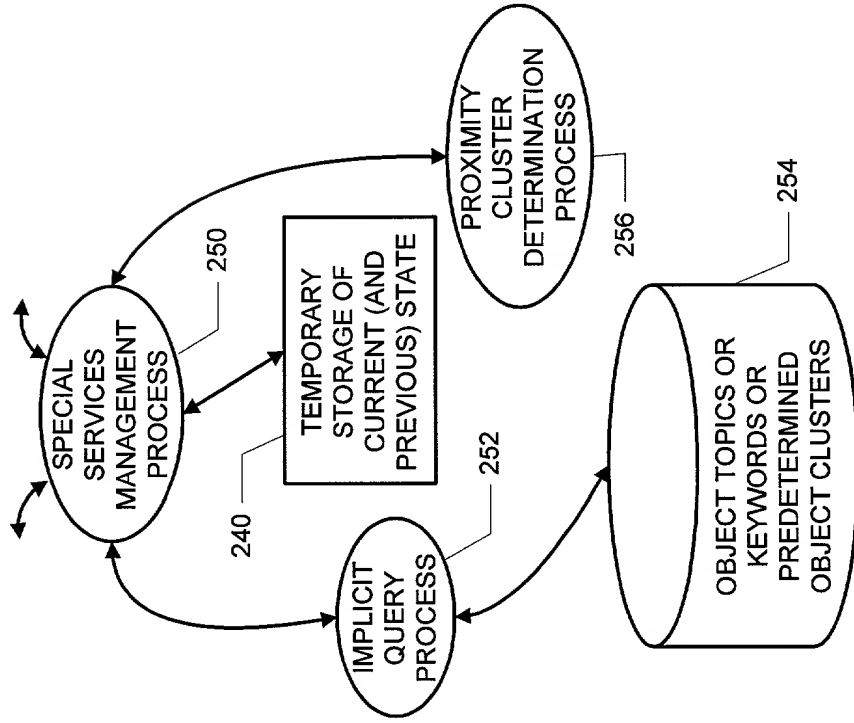 SPECIAL
SERVICES
MANAGEMENT
PROCESS
250
TEMPORARY
STORAGE OF
CURRENT (AND
PREVIOUS) STATE
240
IMPLICIT
QUERY
PROCESS
252
PROXIMITY
CLUSTER
DETERMINATION
PROCESS
256
OBJECT TOPICS OR
KEYWORDS OR
PREDETERMINED
OBJECT CLUSTERS
254